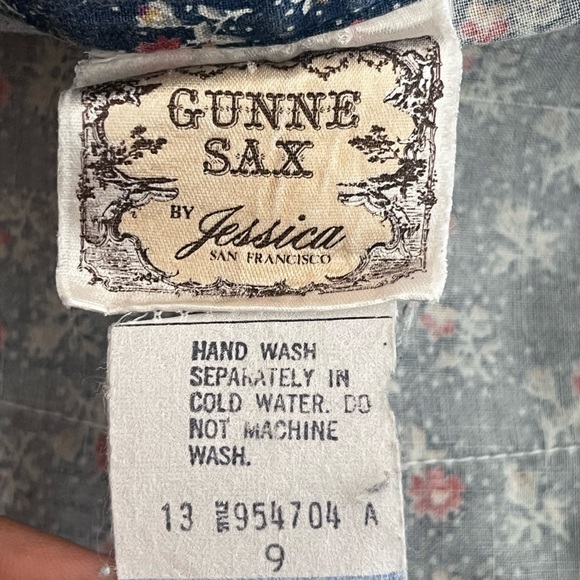 GUNNE
SAX
BY Jessica
SAN FRANCISCO
HAND WASH
SEPARATELY IN
COLD WATER. DO
NOT MACHINE
WASH.
13 STYLE 954704 A
9